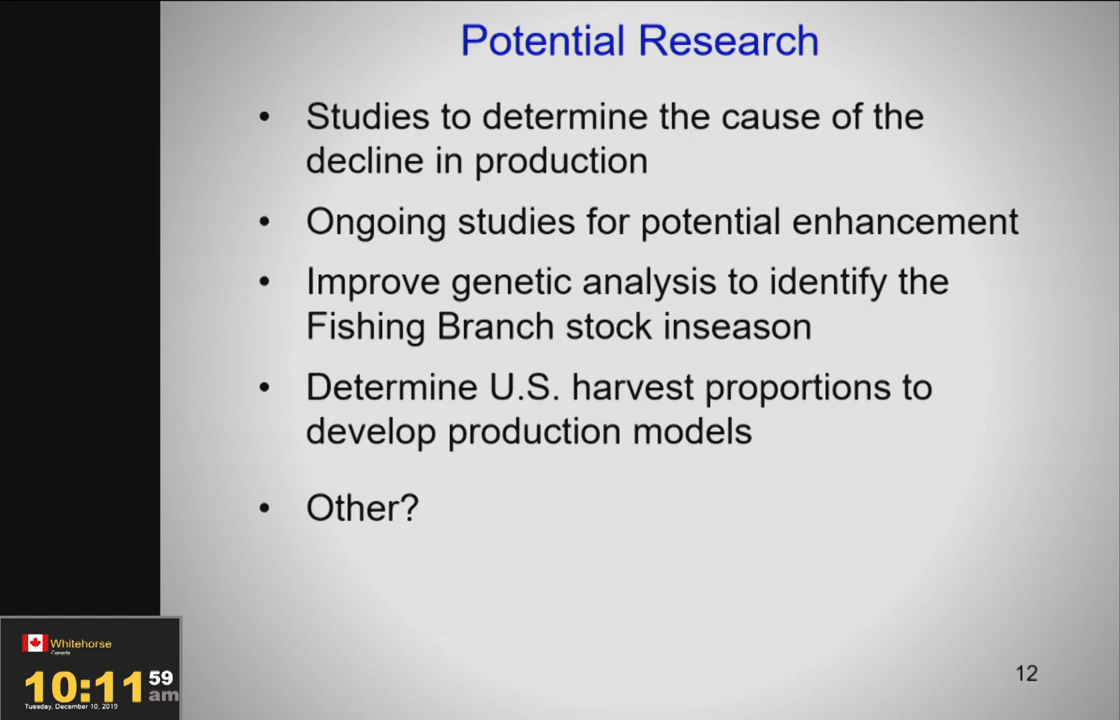 Potential Research
• Studies to determine the cause of the
decline in production
• Ongoing studies for potential enhancement
• Improve genetic analysis to identify the
Fishing Branch stock inseason
• Determine U.S. harvest proportions to
develop production models
• Other?
12
Whitehorse
Canada
10:11 59 am
Tuesday, December 10, 2019